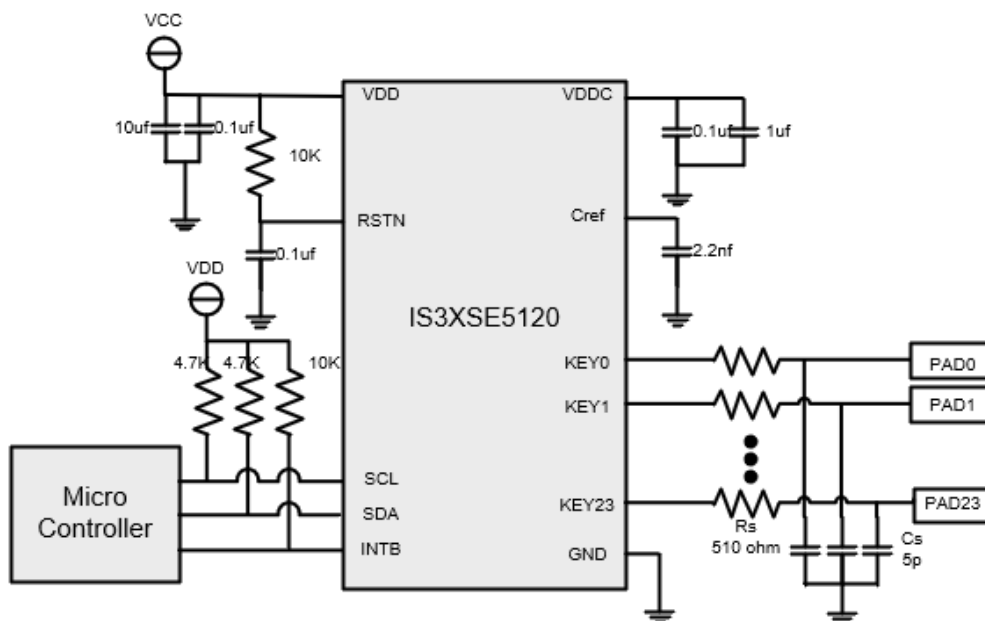 VCC
VDD
VDDC
10uf
0.1uf
0.1uf
1uf
10K
RSTN
Cref
0.1uf
2.2nf
VDD
IS3XSE5120
4.7K
4.7K
10K
KEY0
PAD0
KEY1
PAD1
Micro
Controller
SCL
KEY23
PAD23
SDA
Rs
510 ohm
Cs
5p
INTB
GND